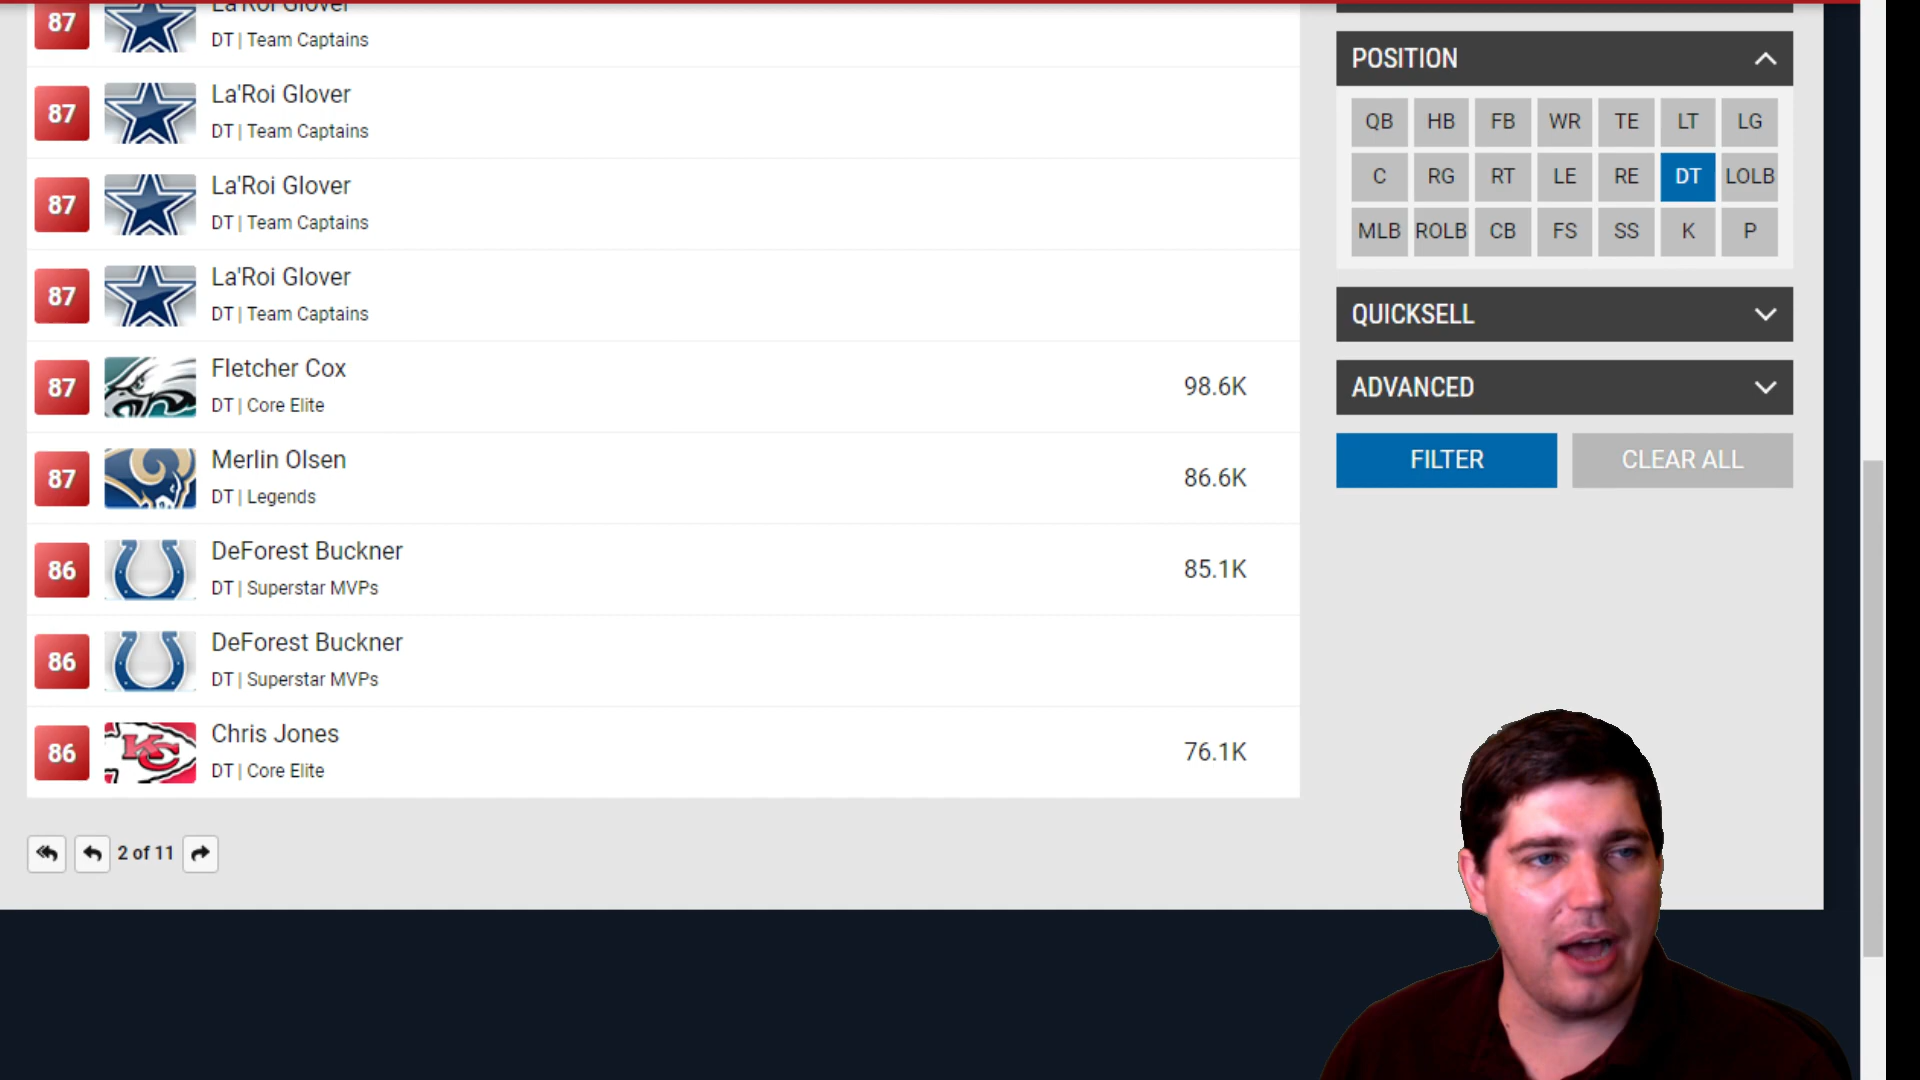 87
La'Roi Glover
DT | Team Captains
87
La'Roi Glover
DT | Team Captains
87
La'Roi Glover
DT | Team Captains
87
La'Roi Glover
DT | Team Captains
87
Fletcher Cox
DT | Core Elite
98.6K
87
Merlin Olsen
DT | Legends
86.6K
86
DeForest Buckner
DT | Superstar MVPs
85.1K
86
DeForest Buckner
DT | Superstar MVPs
86
KC
Chris Jones
DT | Core Elite
76.1K
2 of 11
POSITION
QB HB FB WR TE LT LG
C RG RT LE RE DT LOLB
MLB ROLB CB FS SS K P
QUICKSELL
ADVANCED
FILTER CLEAR ALL